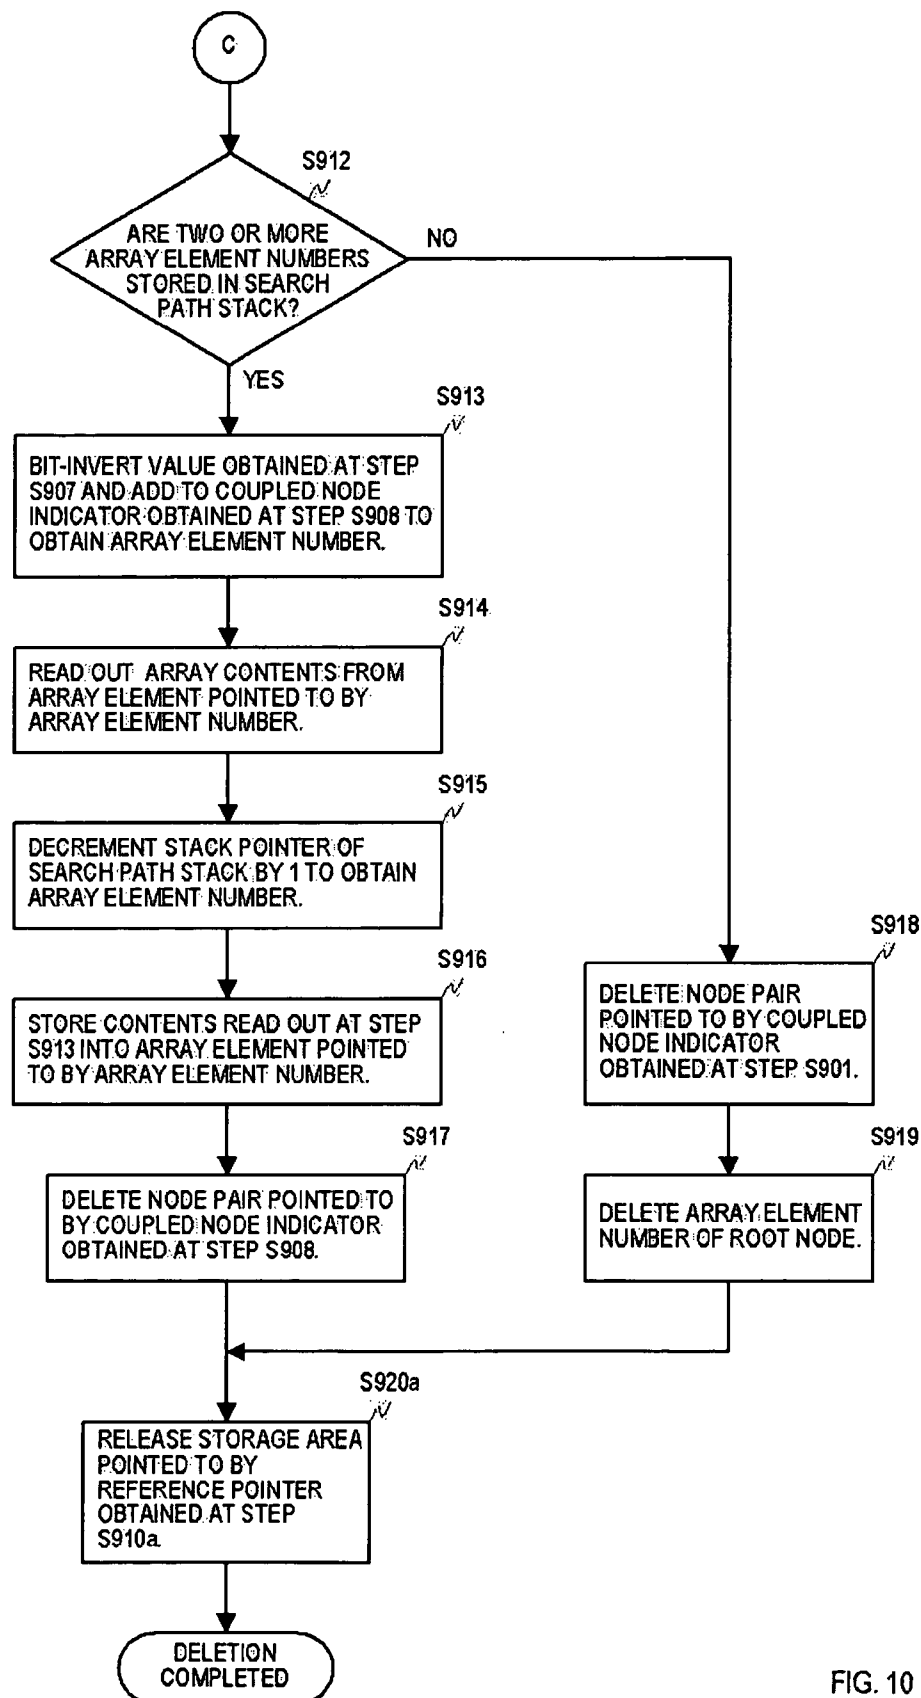 C
S912
ARE TWO OR MORE
ARRAY ELEMENT NUMBERS
STORED IN SEARCH
PATH STACK?
NO
YES
S913
BIT-INVERT VALUE OBTAINED AT STEP
S907 AND ADD TO COUPLED NODE
INDICATOR OBTAINED AT STEP S908 TO
OBTAIN ARRAY ELEMENT NUMBER.
S914
READ OUT ARRAY CONTENTS FROM
ARRAY ELEMENT POINTED TO BY
ARRAY ELEMENT NUMBER.
S915
DECREMENT STACK POINTER OF
SEARCH PATH STACK BY 1 TO OBTAIN
ARRAY ELEMENT NUMBER.
S916
STORE CONTENTS READ OUT AT STEP
S913 INTO ARRAY ELEMENT POINTED
TO BY ARRAY ELEMENT NUMBER.
S917
DELETE NODE PAIR POINTED TO
BY COUPLED NODE INDICATOR
OBTAINED AT STEP S908.
S918
DELETE NODE PAIR
POINTED TO BY COUPLED
NODE INDICATOR
OBTAINED AT STEP S901.
S919
DELETE ARRAY ELEMENT
NUMBER OF ROOT NODE.
S920a
RELEASE STORAGE AREA
POINTED TO BY
REFERENCE POINTER
OBTAINED AT STEP
S910a
DELETION
COMPLETED
FIG. 10